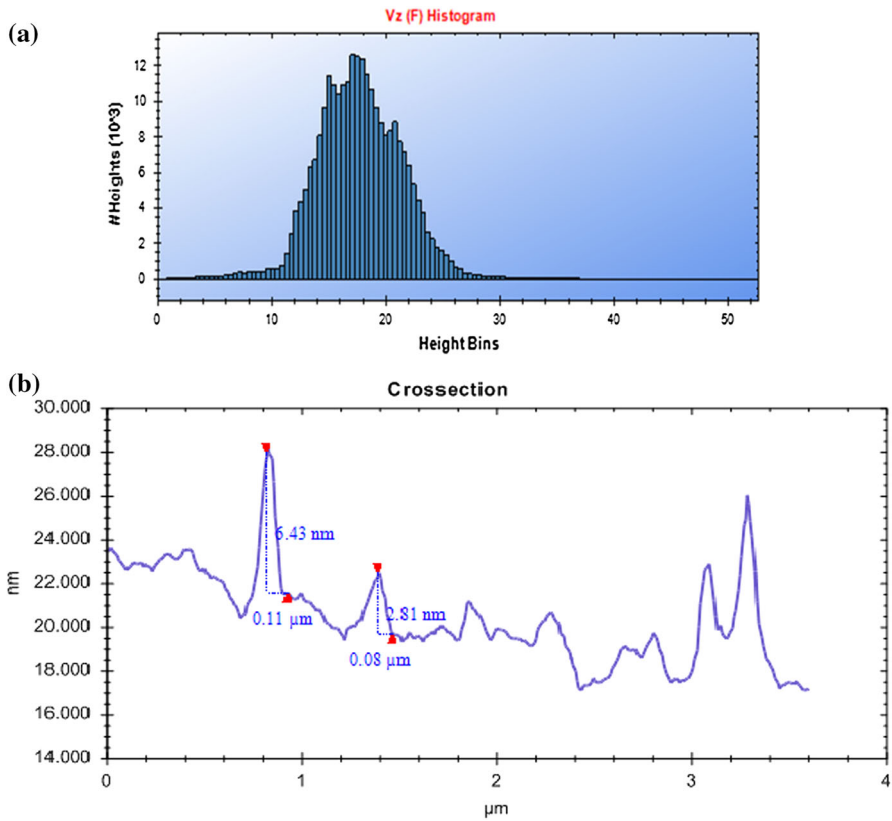 (a)
Vz (F) Histogram
#Heights (10^3)
12
10
8
6
4
2
0
0 10 20 30 40 50
Height Bins
(b)
Crossection
nm
30.000
28.000
26.000
24.000
22.000
20.000
18.000
16.000
14.000
6.43 nm
0.11 µm
2.81 nm
0.08 µm
0 1 2 3 4
µm